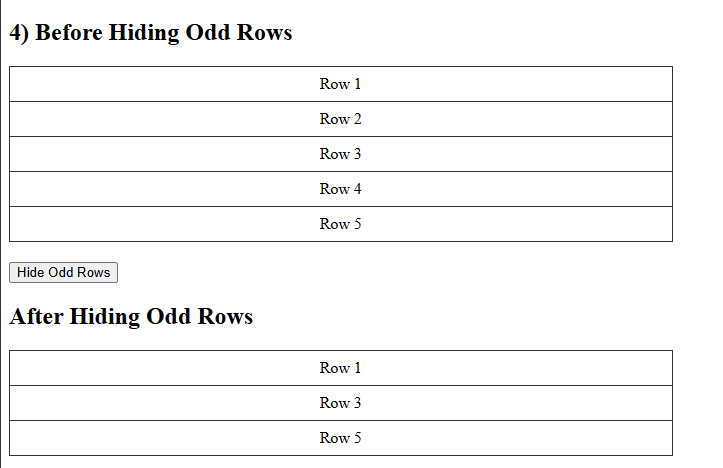 4) Before Hiding Odd Rows
Row 1
Row 2
Row 3
Row 4
Row 5
Hide Odd Rows
After Hiding Odd Rows
Row 1
Row 3
Row 5